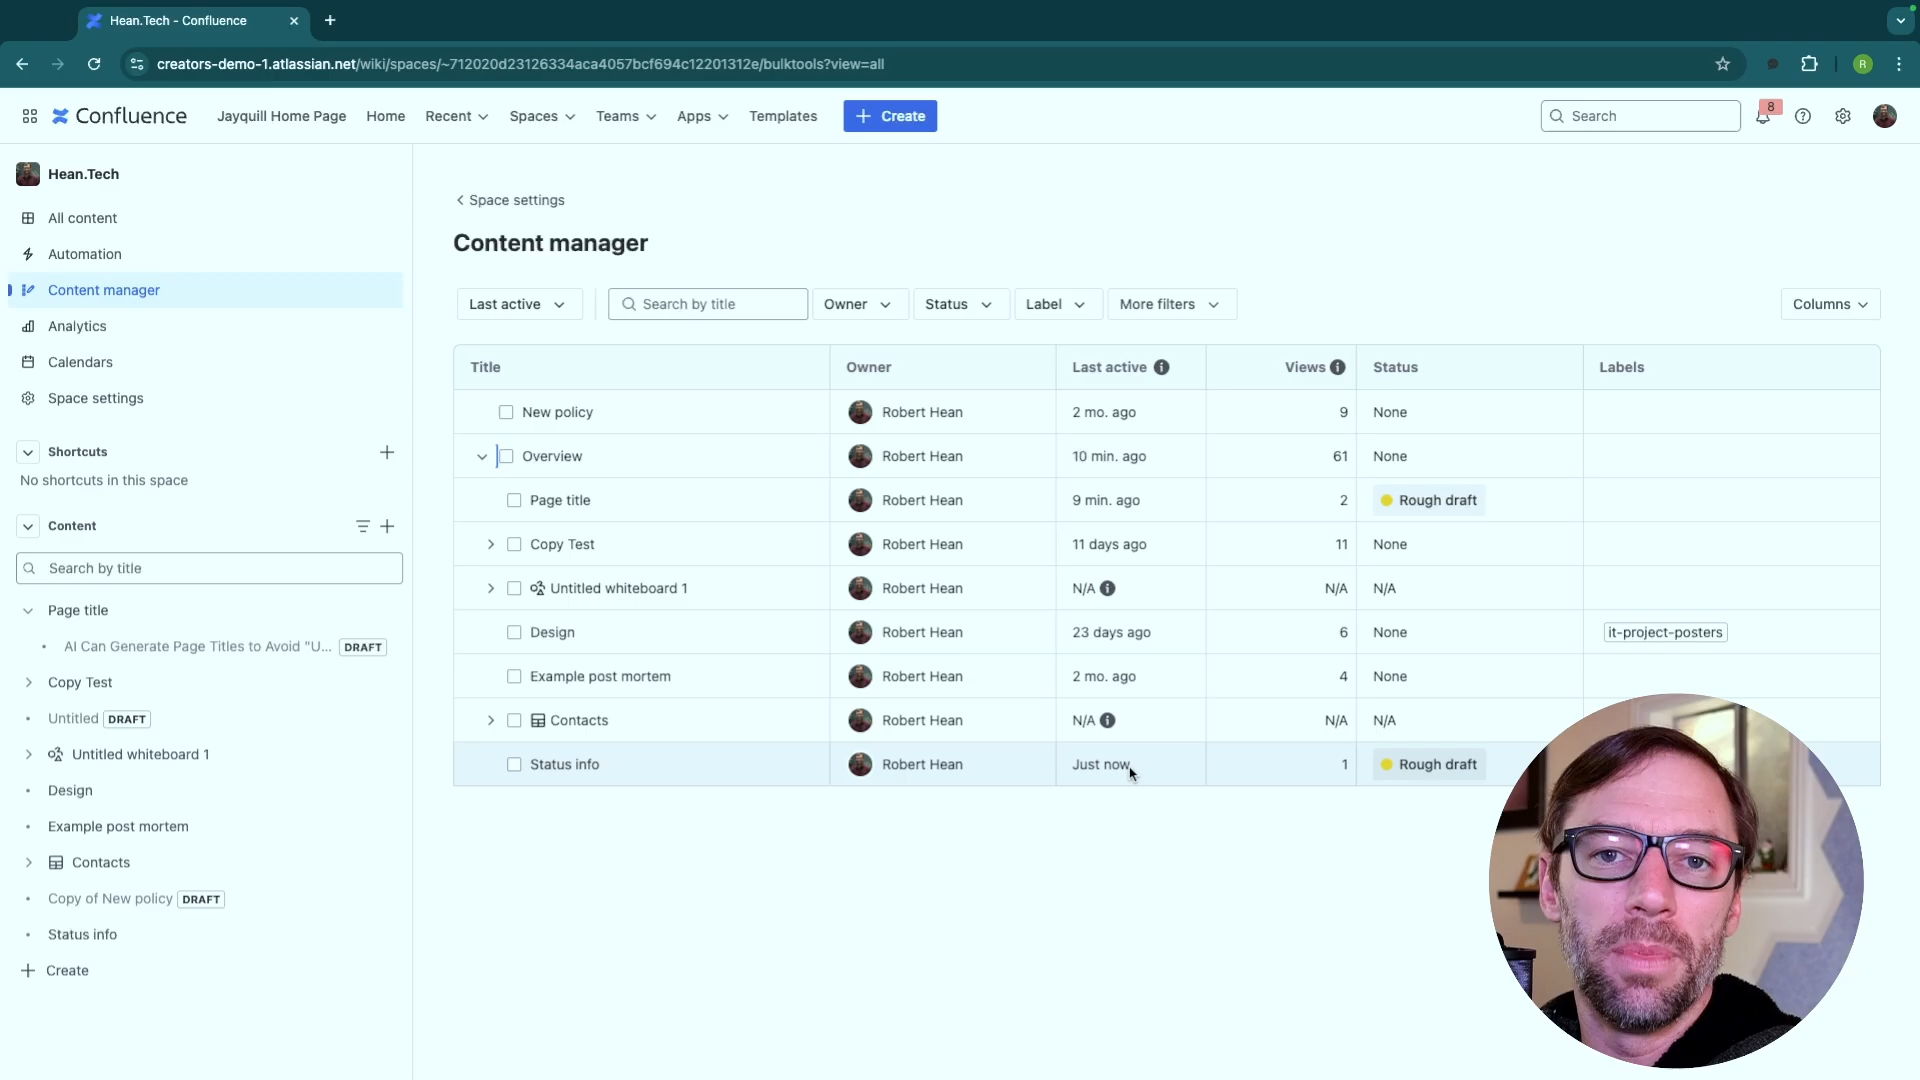 Hean.Tech - Confluence
creators-demo-1.atlassian.net/wiki/spaces/~712020d23126334aca4057bcf694c12201312e/bulktools?view=all
R
Confluence
Jayquill Home Page
Home
Recent
Spaces
Teams
Apps
Templates
Create
Search
8
Hean.Tech
All content
Automation
Content manager
Analytics
Calendars
Space settings
Shortcuts
No shortcuts in this space
Content
Search by title
Page title
AI Can Generate Page Titles to Avoid "U... DRAFT
Copy Test
Untitled DRAFT
Untitled whiteboard 1
Design
Example post mortem
Contacts
Copy of New policy DRAFT
Status info
Create
Space settings
Content manager
Last active
Search by title
Owner
Status
Label
More filters
Columns
Title Owner Last active Views Status Labels
New policy Robert Hean 2 mo. ago 9 None
Overview Robert Hean 10 min. ago 61 None
Page title Robert Hean 9 min. ago 2 Rough draft
Copy Test Robert Hean 11 days ago 11 None
Untitled whiteboard 1 Robert Hean N/A N/A N/A
Design Robert Hean 23 days ago 6 None it-project-posters
Example post mortem Robert Hean 2 mo. ago 4 None
Contacts Robert Hean N/A N/A N/A
Status info Robert Hean Just now 1 Rough draft